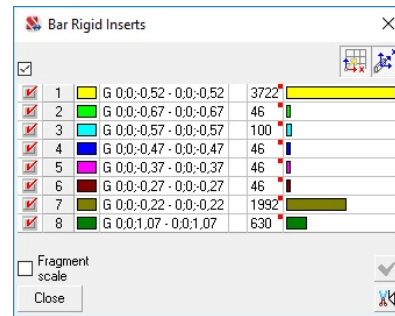 Bar Rigid Inserts
1 G 0;0;-0,52 - 0;0;-0,52 3722
2 G 0;0;-0,67 - 0;0;-0,67 46
3 G 0;0;-0,57 - 0;0;-0,57 100
4 G 0;0;-0,47 - 0;0;-0,47 46
5 G 0;0;-0,37 - 0;0;-0,37 46
6 G 0;0;-0,27 - 0;0;-0,27 46
7 G 0;0;-0,22 - 0;0;-0,22 1992
8 G 0;0;1,07 - 0;0;1,07 630
Fragment
scale
Close